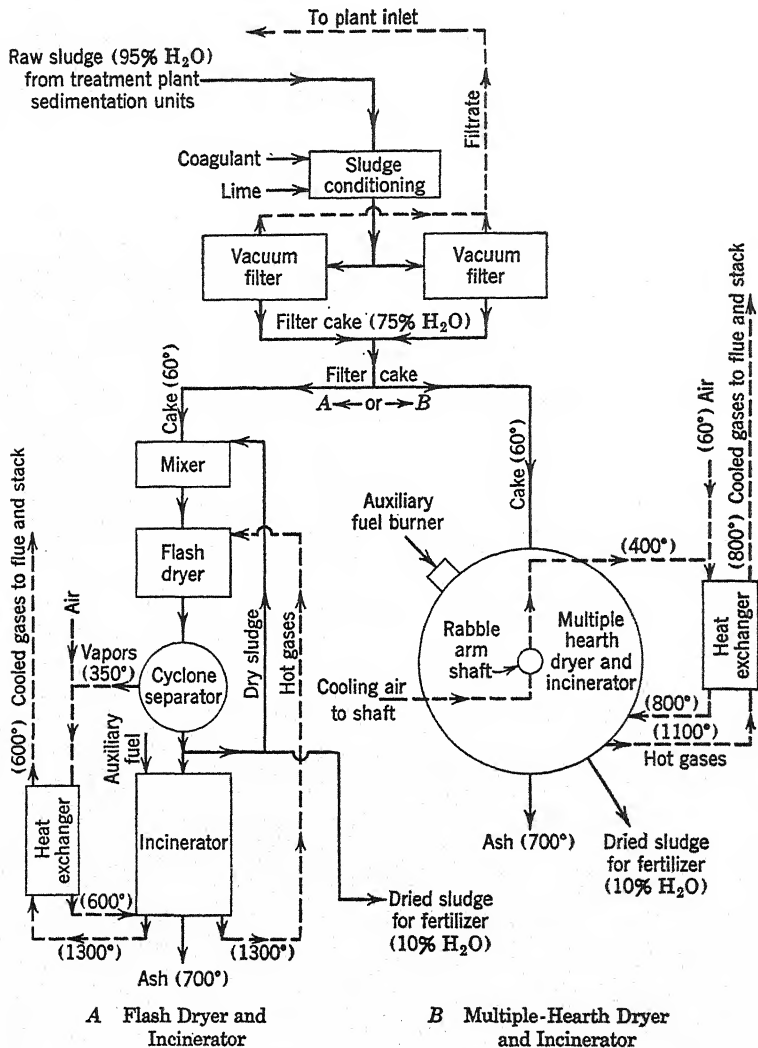 To plant inlet
Raw sludge (95% H₂O)
from treatment plant
sedimentation units
Filtrate
Coagulant
Lime
Sludge
conditioning
Vacuum
filter
Vacuum
filter
Filter cake (75% H₂O)
Filter cake
A ← or → B
Cake (60°)
Mixer
Flash
dryer
Cyclone
separator
Vapors
(350°)
Air
(600°) Cooled gases to flue and stack
Heat
exchanger
Auxiliary
fuel
Incinerator
Dry sludge
Hot gases
(600°)
(1300°)
(1300°)
Ash (700°)
Dried sludge
for fertilizer
(10% H₂O)
Cake (60°)
Auxiliary
fuel burner
Rabble
arm
shaft
Multiple
hearth
dryer and
incinerator
Cooling air
to shaft
(400°)
(60°) Air
(800°) Cooled gases to flue and stack
Heat
exchanger
(800°)
(1100°)
Hot gases
Ash (700°)
Dried sludge
for fertilizer
(10% H₂O)
A Flash Dryer and
Incinerator
B Multiple-Hearth Dryer
and Incinerator